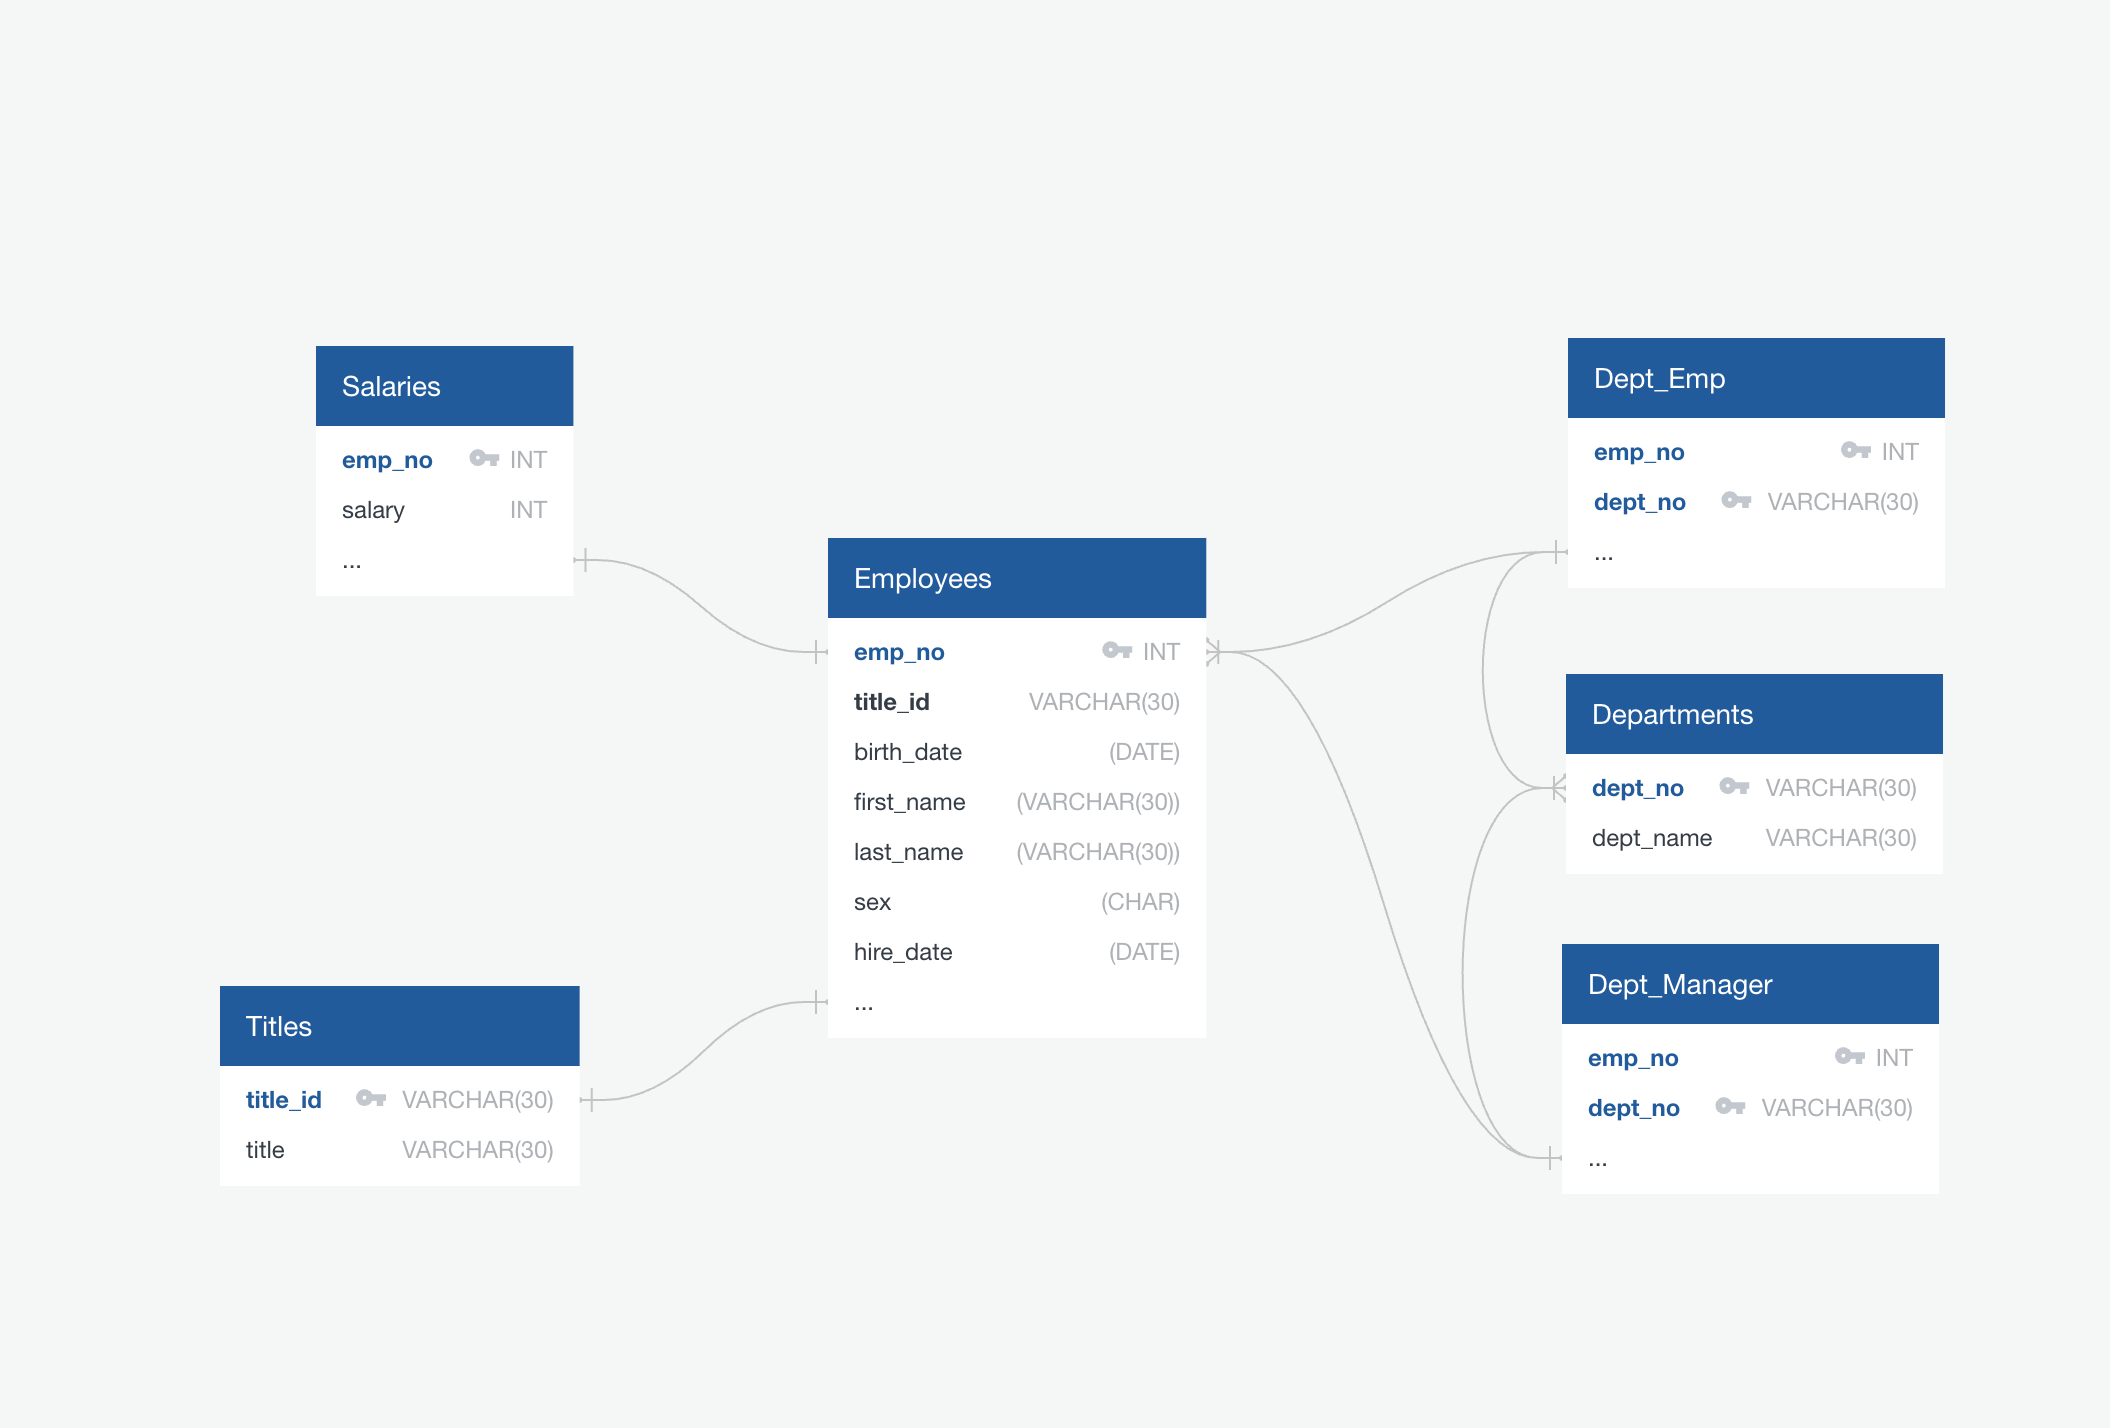 Salaries
emp_no INT
salary INT
...
Employees
emp_no INT
title_id VARCHAR(30)
birth_date (DATE)
first_name (VARCHAR(30))
last_name (VARCHAR(30))
sex (CHAR)
hire_date (DATE)
...
Titles
title_id VARCHAR(30)
title VARCHAR(30)
Dept_Emp
emp_no INT
dept_no VARCHAR(30)
...
Departments
dept_no VARCHAR(30)
dept_name VARCHAR(30)
Dept_Manager
emp_no INT
dept_no VARCHAR(30)
...